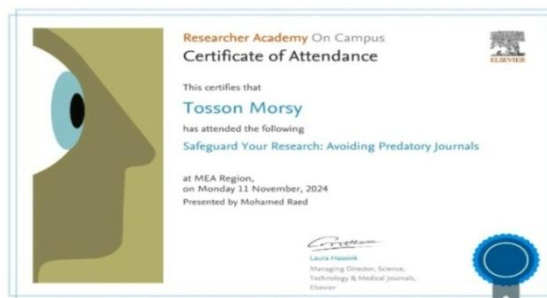 Researcher Academy On Campus
Certificate of Attendance
ELSEVIER
This certifies that
Tosson Morsy
has attended the following
Safeguard Your Research: Avoiding Predatory Journals
at MEA Region,
on Monday 11 November, 2024
Presented by Mohamed Raed
Laura Hassink
Managing Director, Science,
Technology & Medical Journals,
Elsevier